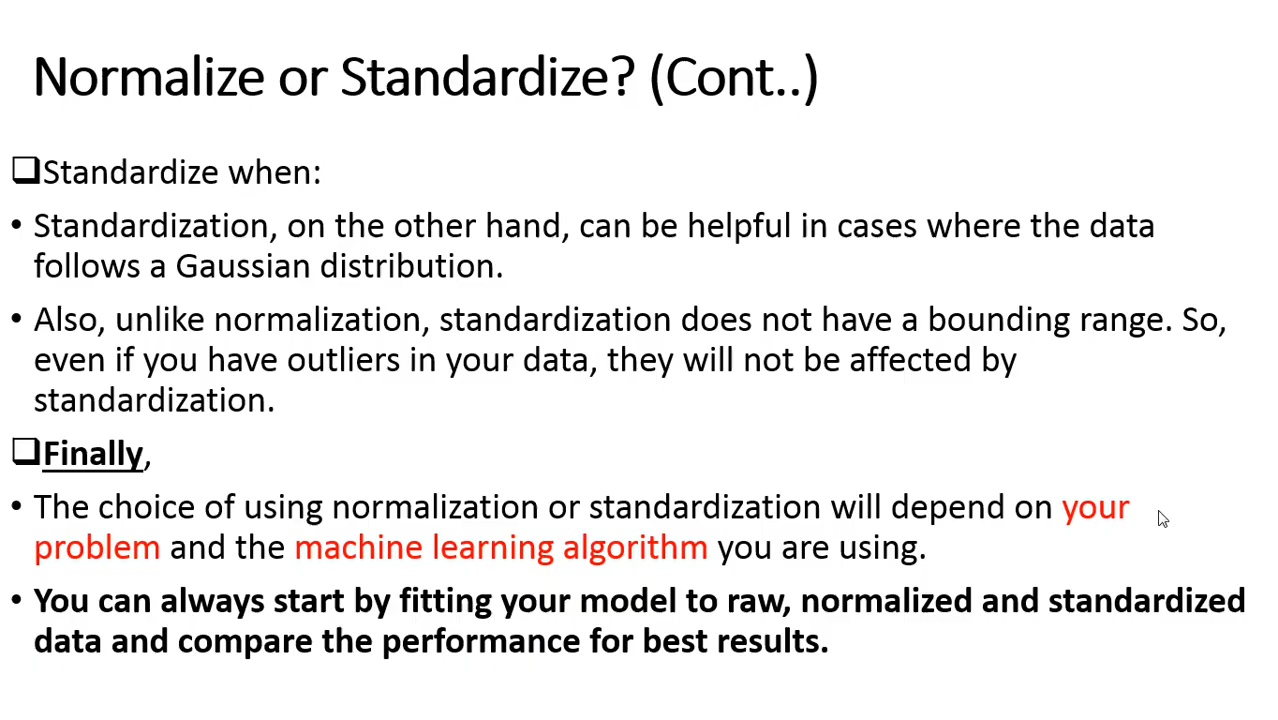 Normalize or Standardize? (Cont..)
❑Standardize when:
• Standardization, on the other hand, can be helpful in cases where the data
follows a Gaussian distribution.
• Also, unlike normalization, standardization does not have a bounding range. So,
even if you have outliers in your data, they will not be affected by
standardization.
❑Finally,
• The choice of using normalization or standardization will depend on your
problem and the machine learning algorithm you are using.
• You can always start by fitting your model to raw, normalized and standardized
data and compare the performance for best results.